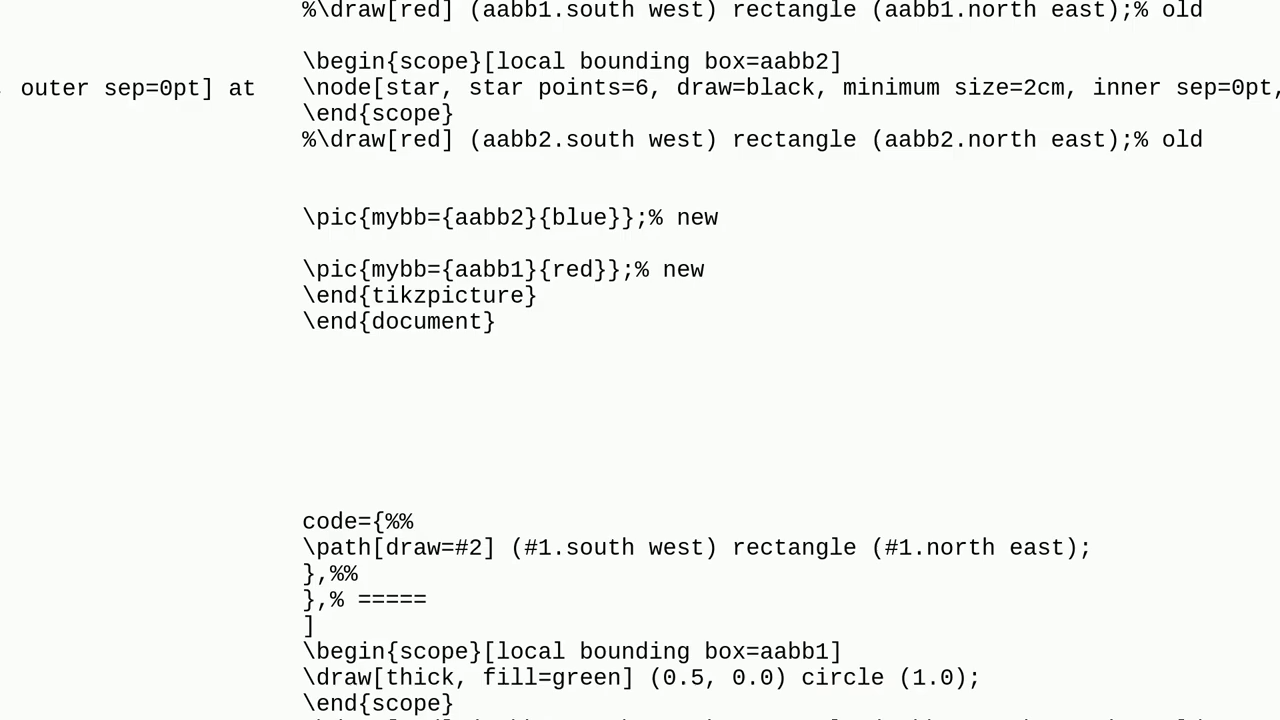 %\draw[red] (aabb1.south west) rectangle (aabb1.north east);% old
\begin{scope}[local bounding box=aabb2]
outer sep=0pt] at
\node[star, star points=6, draw=black, minimum size=2cm, inner sep=0pt,
\end{scope}
%\draw[red] (aabb2.south west) rectangle (aabb2.north east);% old
\pic{mybb={aabb2}{blue}};% new
\pic{mybb={aabb1}{red}};% new
\end{tikzpicture}
\end{document}
code={%%
\path[draw=#2] (#1.south west) rectangle (#1.north east);
},%%
},% =====
]
\begin{scope}[local bounding box=aabb1]
\draw[thick, fill=green] (0.5, 0.0) circle (1.0);
\end{scope}